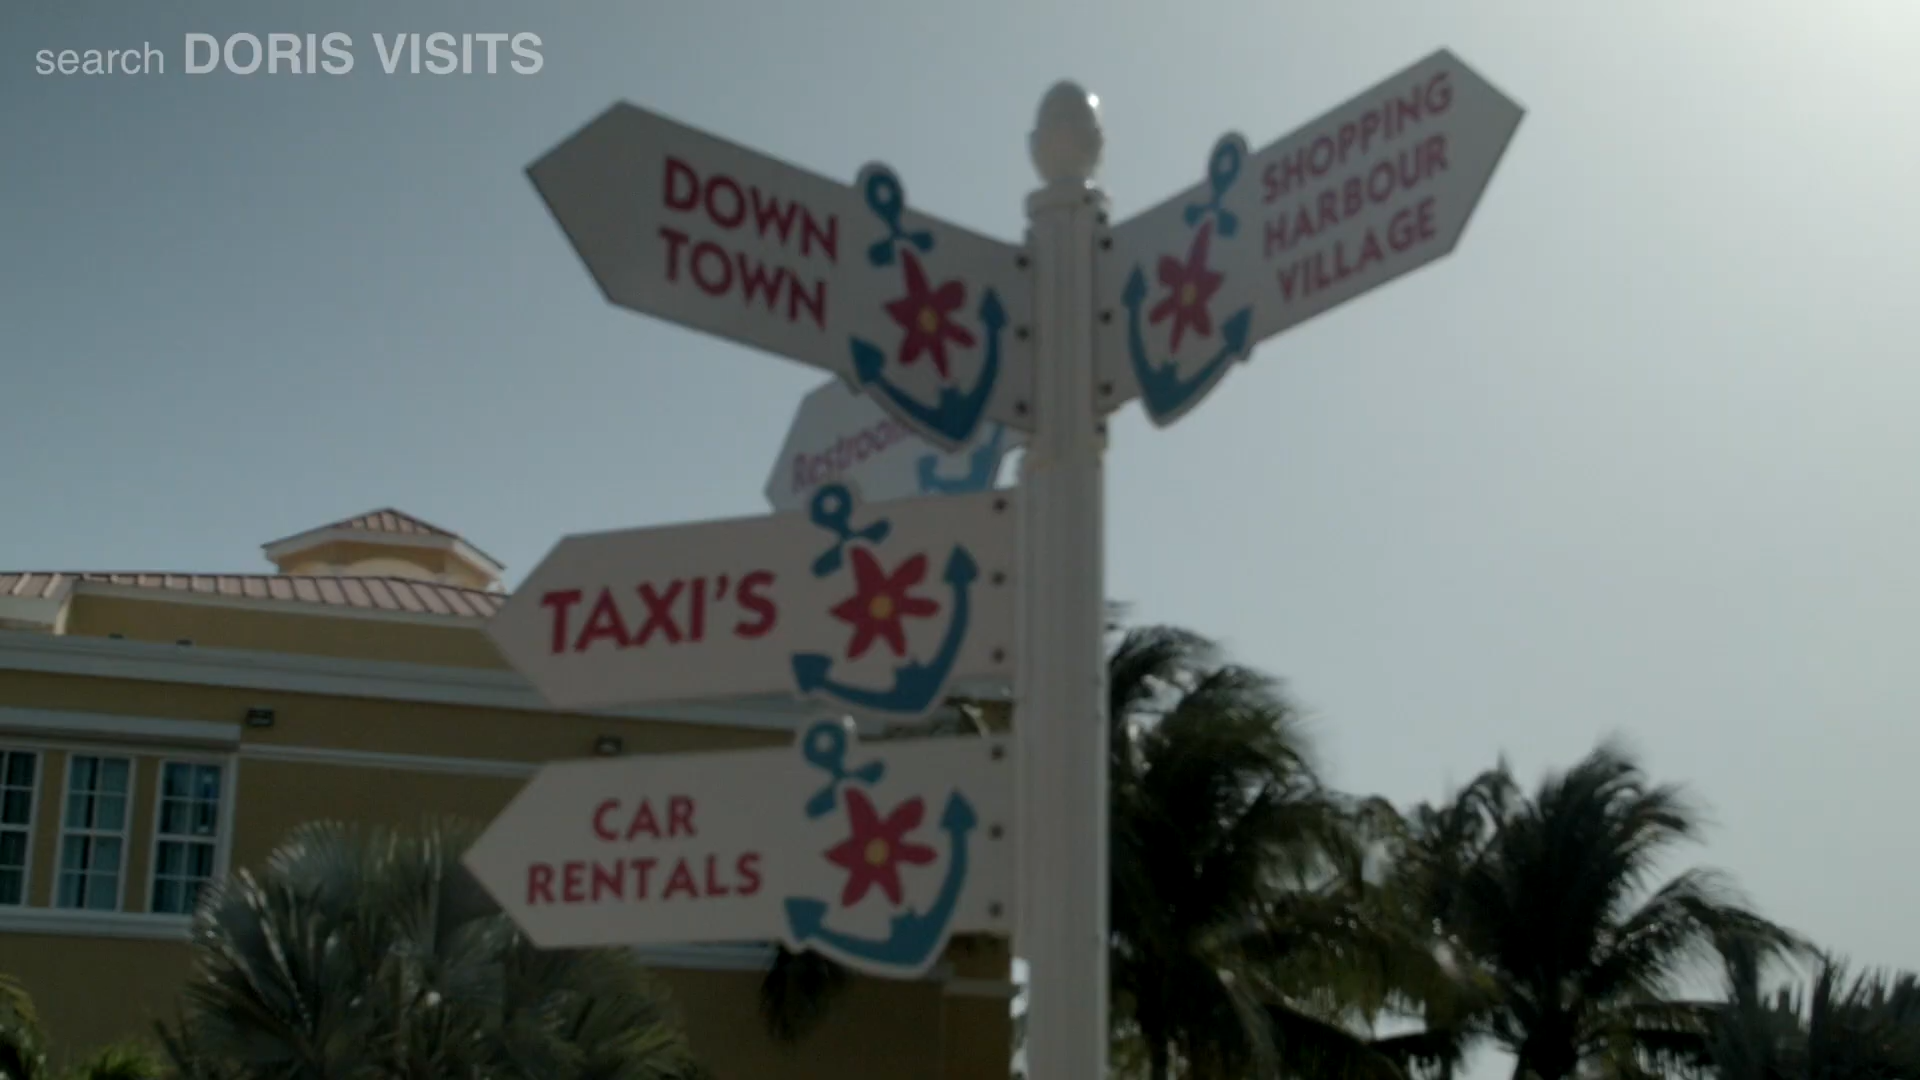 search DORIS VISITS
DOWN
TOWN
SHOPPING
HARBOUR
VILLAGE
TAXI'S
CAR
RENTALS